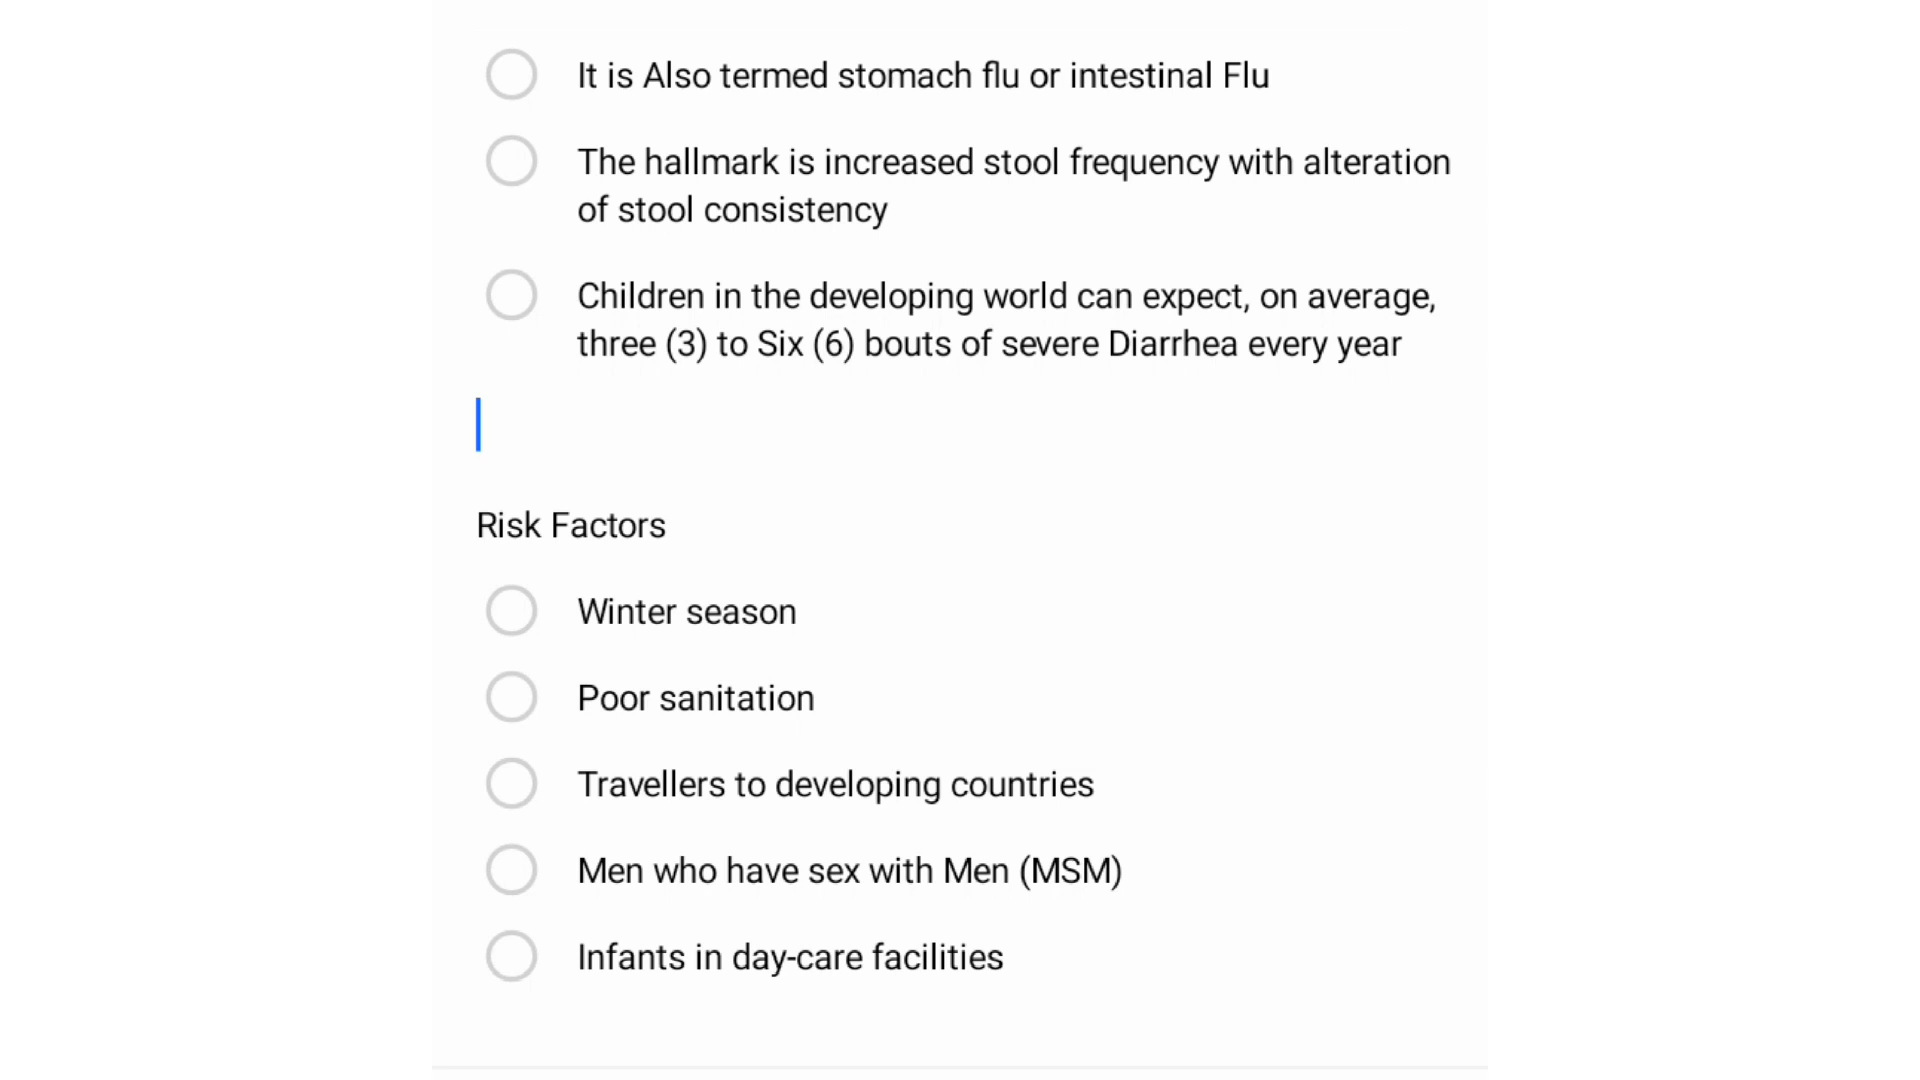 It is Also termed stomach flu or intestinal Flu
The hallmark is increased stool frequency with alteration
of stool consistency
Children in the developing world can expect, on average,
three (3) to Six (6) bouts of severe Diarrhea every year
Risk Factors
Winter season
Poor sanitation
Travellers to developing countries
Men who have sex with Men (MSM)
Infants in day-care facilities